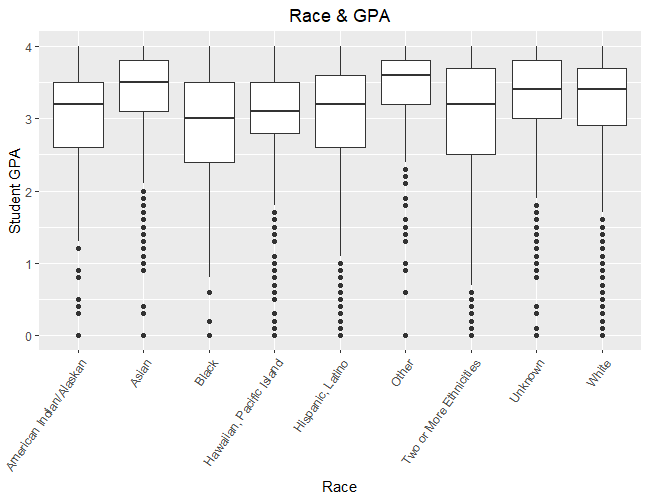 Race & GPA
Student GPA
4
3
2
1
0
American Indian/Alaskan
Asian
Black
Hawaiian, Pacific Island
Hispanic, Latino
Other
Two or More Ethnicities
Unknown
White
Race